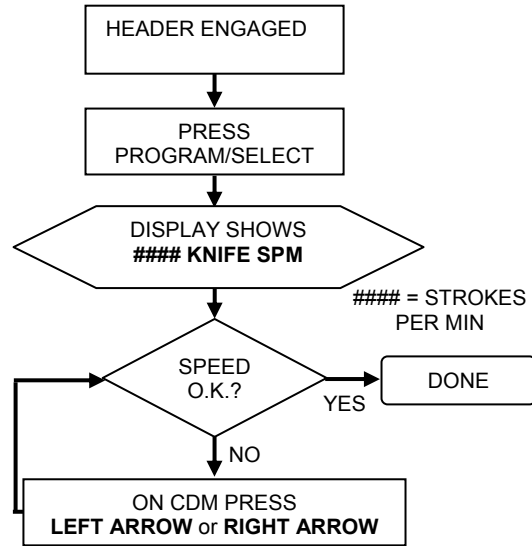 HEADER ENGAGED
PRESS
PROGRAM/SELECT
DISPLAY SHOWS
#### KNIFE SPM
#### = STROKES
PER MIN
SPEED
O.K.?
YES
DONE
NO
ON CDM PRESS
LEFT ARROW or RIGHT ARROW